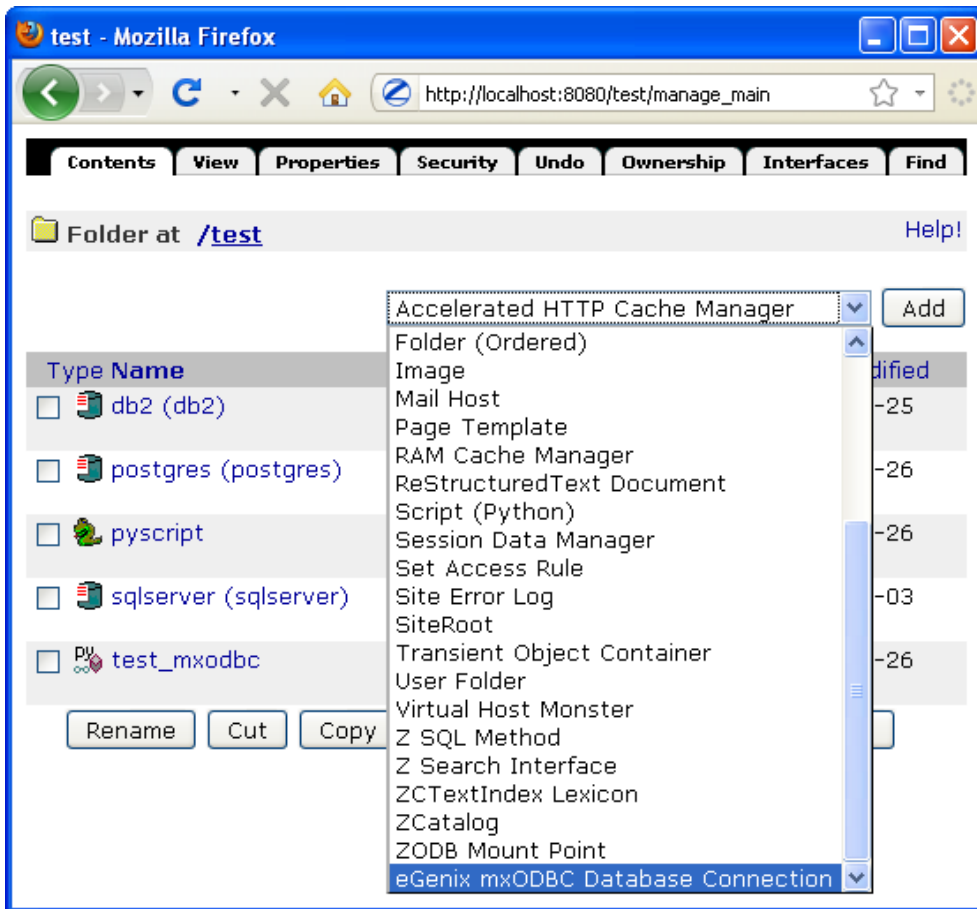 test - Mozilla Firefox
http://localhost:8080/test/manage_main
Contents View Properties Security Undo Ownership Interfaces Find
Folder at /test Help!
Accelerated HTTP Cache Manager Add
Type Name
db2 (db2) -25
postgres (postgres) -26
pyscript -26
sqlserver (sqlserver) -03
test_mxodbc -26
Rename Cut Copy
Folder (Ordered)
Image
Mail Host
Page Template
RAM Cache Manager
ReStructuredText Document
Script (Python)
Session Data Manager
Set Access Rule
Site Error Log
SiteRoot
Transient Object Container
User Folder
Virtual Host Monster
Z SQL Method
Z Search Interface
ZCTextIndex Lexicon
ZCatalog
ZODB Mount Point
eGenix mxODBC Database Connection